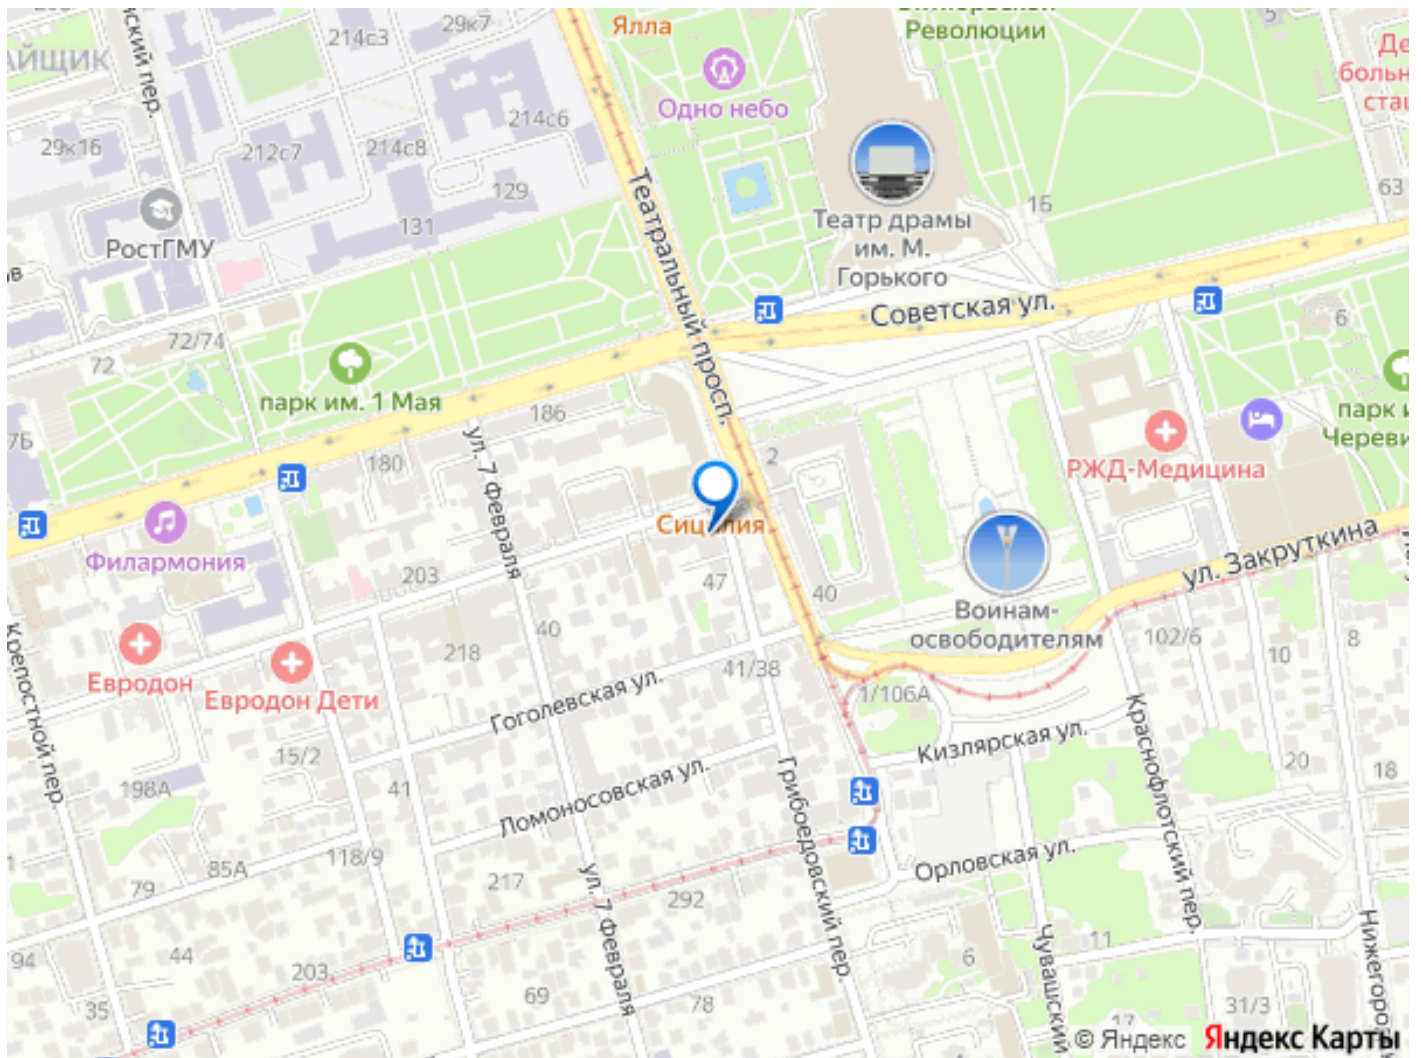 Ялла
Революции
29к7
214с3
5
Одно небо
214с6
29к16
212с7
214с8
129
131
РостГМУ
Театральный просп.
Театр драмы
им. М.
Горького
16
63
Советская ул.
6
72/74
72
парк им. 1 Мая
186
180
ул. 7 Февраля
2
РЖД-Медицина
Филармония
Сицилия
203
47
40
40
Воинам-
освободителям
ул. Закруткина
102/6
8
10
Крепостной пер.
Евродон
Евродон Дети
218
41/38
Гоголевская ул.
1/106А
Кизлярская ул.
Краснофлотский пер.
15/2
198А
41
20
18
Ломоносовская ул.
Грибоедовский пер.
118/9
85А
79
217
292
Орловская ул.
ул. 7 Февраля
94
44
203
35
69
78
6
11
Чувашский
17
31/3
© Яндекс Яндекс Карты